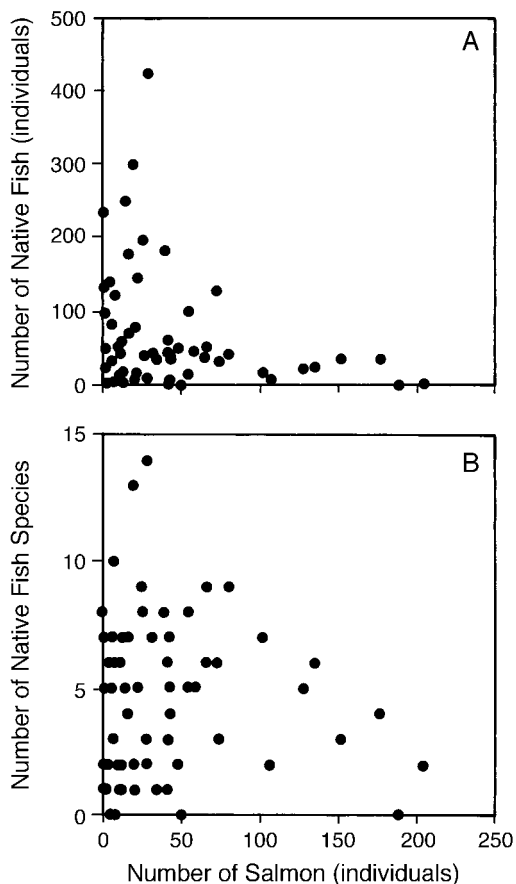 A
Number of Native Fish (individuals)
500
400
300
200
100
0
B
Number of Native Fish Species
15
10
5
0
0 50 100 150 200 250
Number of Salmon (individuals)